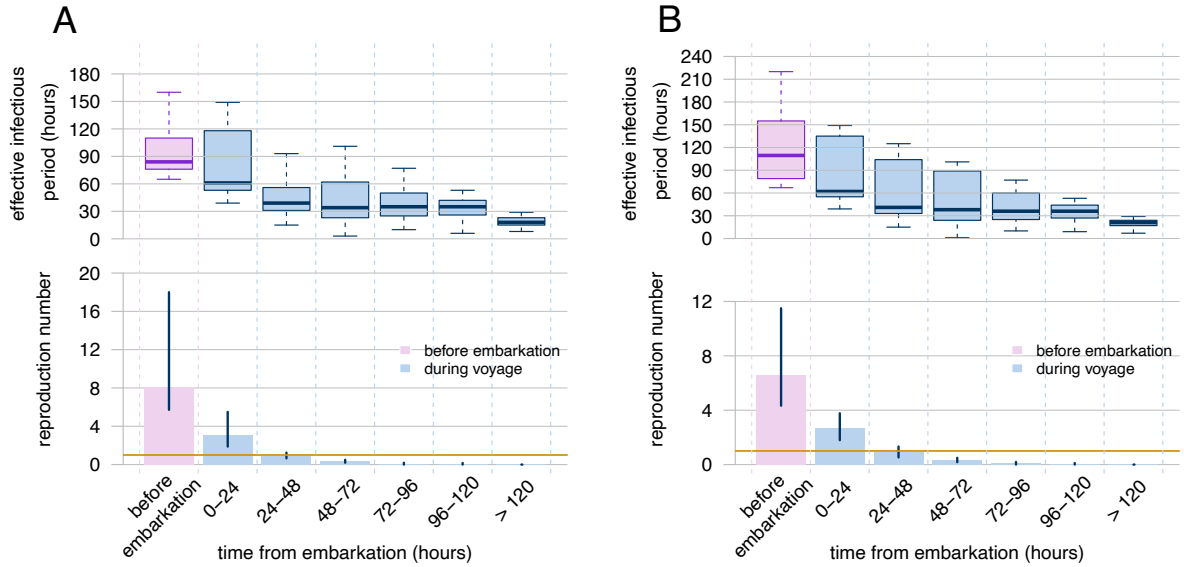 A
effective infectious
period (hours)
180
150
120
90
60
30
0
reproduction number
20
16
12
8
4
0
before embarkation
during voyage
before
embarkation
0–24
24–48
48–72
72–96
96–120
> 120
time from embarkation (hours)
B
effective infectious
period (hours)
240
210
180
150
120
90
60
30
0
reproduction number
12
8
4
0
before embarkation
during voyage
before
embarkation
0–24
24–48
48–72
72–96
96–120
> 120
time from embarkation (hours)